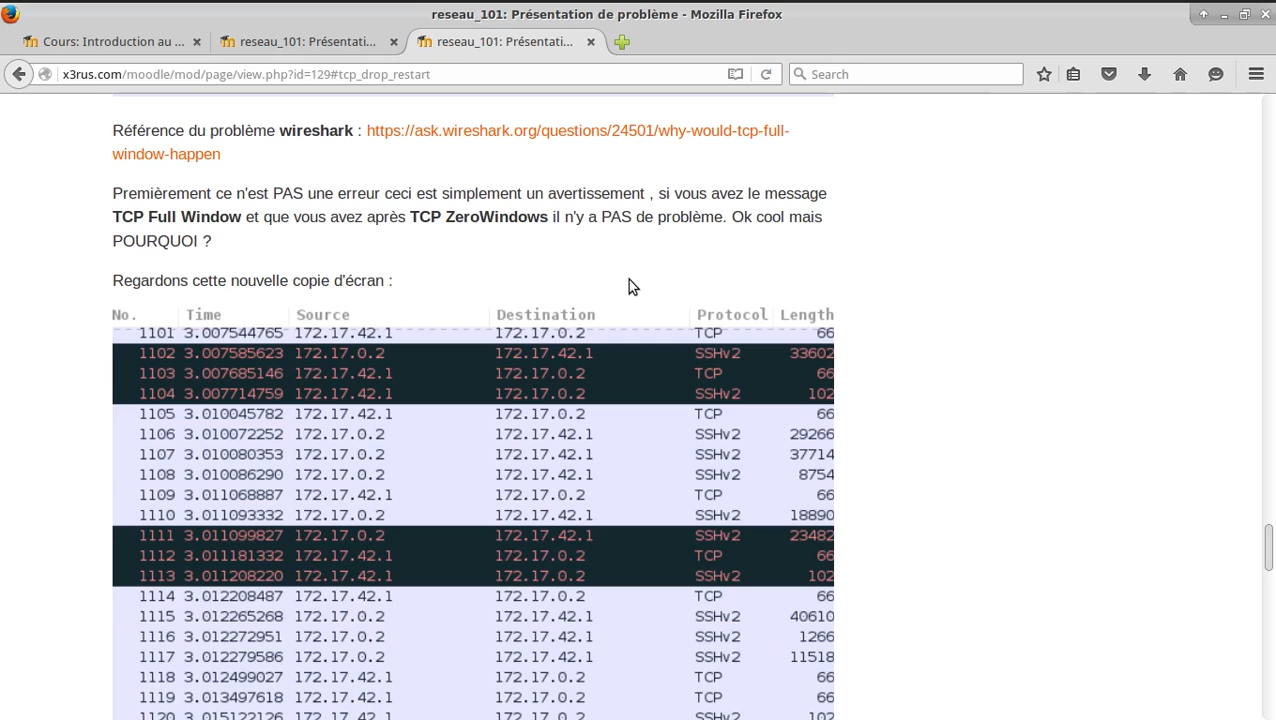 reseau_101: Présentation de problème - Mozilla Firefox
Cours: Introduction au ...
reseau_101: Présentati...
reseau_101: Présentati...
x3rus.com/moodle/mod/page/view.php?id=129#tcp_drop_restart
Search
Référence du problème wireshark : https://ask.wireshark.org/questions/24501/why-would-tcp-full-
window-happen
Premièrement ce n'est PAS une erreur ceci est simplement un avertissement , si vous avez le message
TCP Full Window et que vous avez après TCP ZeroWindows il n'y a PAS de problème. Ok cool mais
POURQUOI ?
Regardons cette nouvelle copie d'écran :
No. Time Source Destination Protocol Length
1101 3.007544765 172.17.42.1 172.17.0.2 TCP 66
1102 3.007585623 172.17.0.2 172.17.42.1 SSHv2 33602
1103 3.007685146 172.17.42.1 172.17.0.2 TCP 66
1104 3.007714759 172.17.42.1 172.17.0.2 SSHv2 102
1105 3.010045782 172.17.42.1 172.17.0.2 TCP 66
1106 3.010072252 172.17.0.2 172.17.42.1 SSHv2 29266
1107 3.010080353 172.17.0.2 172.17.42.1 SSHv2 37714
1108 3.010086290 172.17.0.2 172.17.42.1 SSHv2 8754
1109 3.011068887 172.17.42.1 172.17.0.2 TCP 66
1110 3.011093332 172.17.0.2 172.17.42.1 SSHv2 18890
1111 3.011099827 172.17.0.2 172.17.42.1 SSHv2 23482
1112 3.011181332 172.17.42.1 172.17.0.2 TCP 66
1113 3.011208220 172.17.42.1 172.17.0.2 SSHv2 102
1114 3.012208487 172.17.42.1 172.17.0.2 TCP 66
1115 3.012265268 172.17.0.2 172.17.42.1 SSHv2 40610
1116 3.012272951 172.17.0.2 172.17.42.1 SSHv2 1266
1117 3.012279586 172.17.0.2 172.17.42.1 SSHv2 11518
1118 3.012499027 172.17.42.1 172.17.0.2 TCP 66
1119 3.013497618 172.17.42.1 172.17.0.2 TCP 66
1120 3.015122126 172.17.42.1 172.17.0.2 SSHv2 102